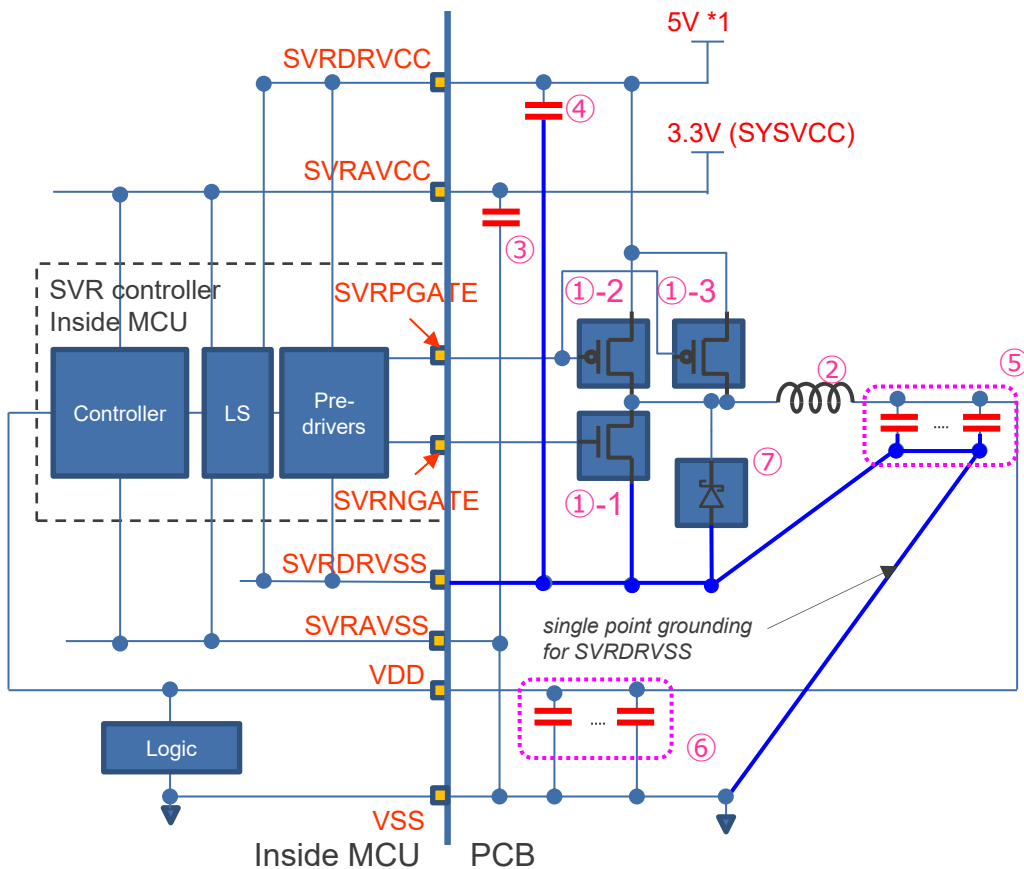 5V *1
SVRDRVCC
④
3.3V (SYSVCC)
SVRAVCC
③
SVR controller
Inside MCU
SVRPGATE
①-2
①-3
②
⑤
Controller
LS
Pre-
drivers
....
⑦
SVRNGATE
①-1
SVRDRVSS
SVRAVSS
single point grounding
for SVRDRVSS
VDD
....
⑥
Logic
VSS
Inside MCU
PCB